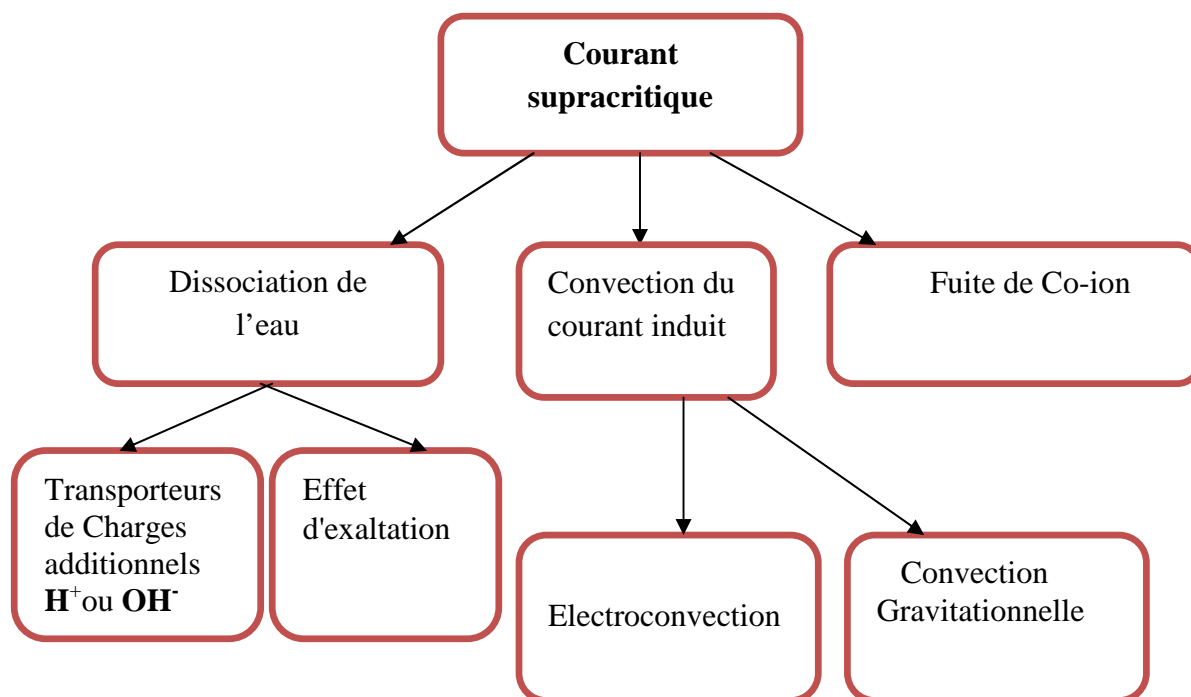 Courant
supracritique
Dissociation de
l’eau
Convection du
courant induit
Fuite de Co-ion
Transporteurs
de Charges
additionnels
H⁺ou OH⁻
Effet
d'exaltation
Electroconvection
Convection
Gravitationnelle